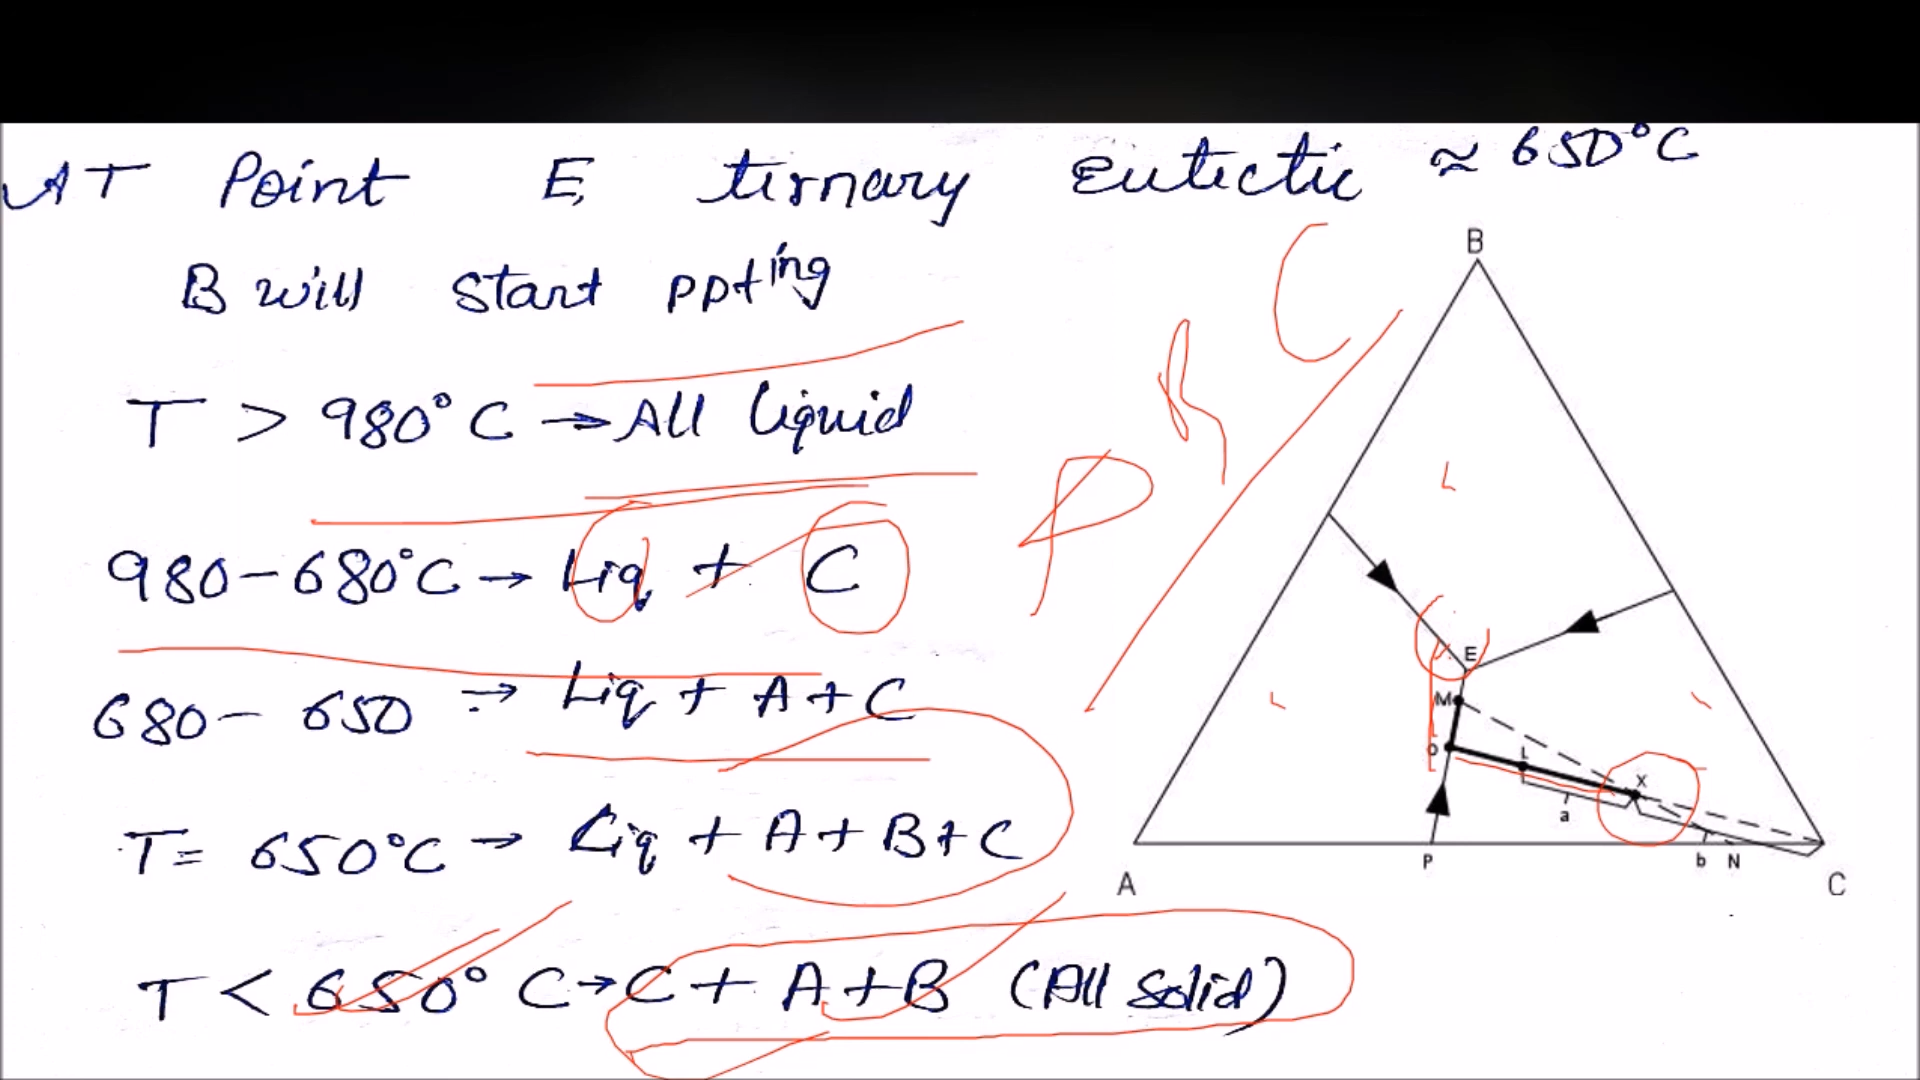 AT Point E ternary Eutectic ≈ 650°C
B will start ppting
T > 980°C → All liquid
980-680°C → Liq + C
680 - 650 → Liq + A + C
T = 650°C → Liq + A + B + C
T < 650°C → C + A + B (All Solid)
B
E
M
O
L
X
a
P
b N
A
C